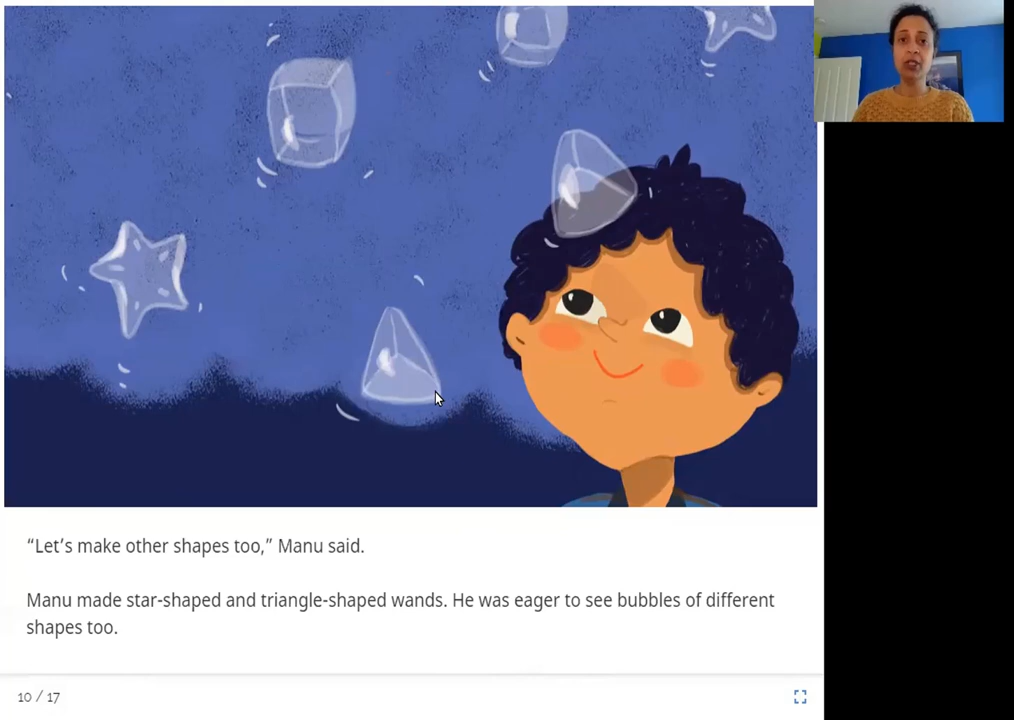 “Let’s make other shapes too,” Manu said.
Manu made star-shaped and triangle-shaped wands. He was eager to see bubbles of different
shapes too.
10 / 17